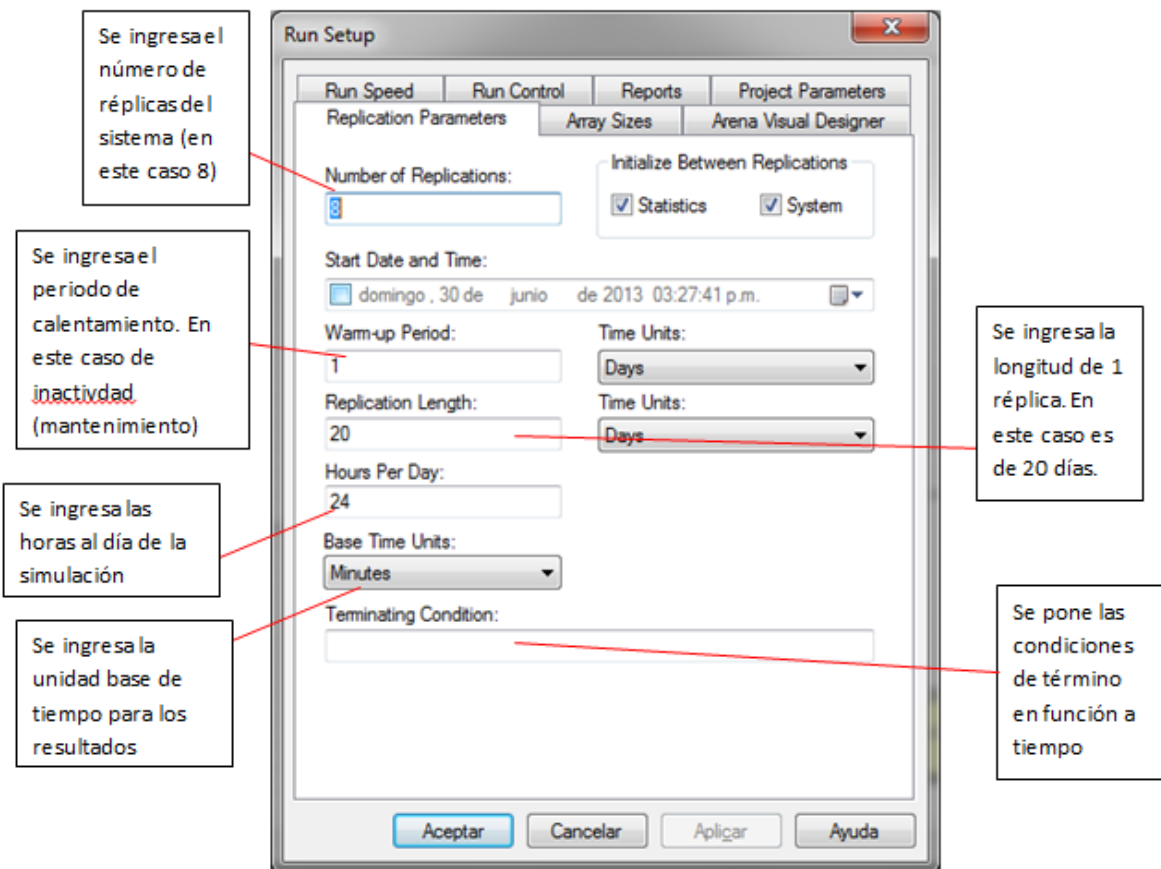 Se ingresa el
número de
réplicas del
sistema (en
este caso 8)
Se ingresa el
periodo de
calentamiento. En
este caso de
inactivdad
(mantenimiento)
Se ingresa las
horas al día de la
simulación
Se ingresa la
unidad base de
tiempo para los
resultados
Run Setup
Run Speed Run Control Reports Project Parameters
Replication Parameters Array Sizes Arena Visual Designer
Number of Replications:
8
Initialize Between Replications
Statistics System
Start Date and Time:
domingo , 30 de junio de 2013 03:27:41 p.m.
Warm-up Period: Time Units:
1 Days
Replication Length: Time Units:
20 Days
Hours Per Day:
24
Base Time Units:
Minutes
Terminating Condition:
Aceptar Cancelar Aplicar Ayuda
Se ingresa la
longitud de 1
réplica. En
este caso es
de 20 días.
Se pone las
condiciones
de término
en función a
tiempo